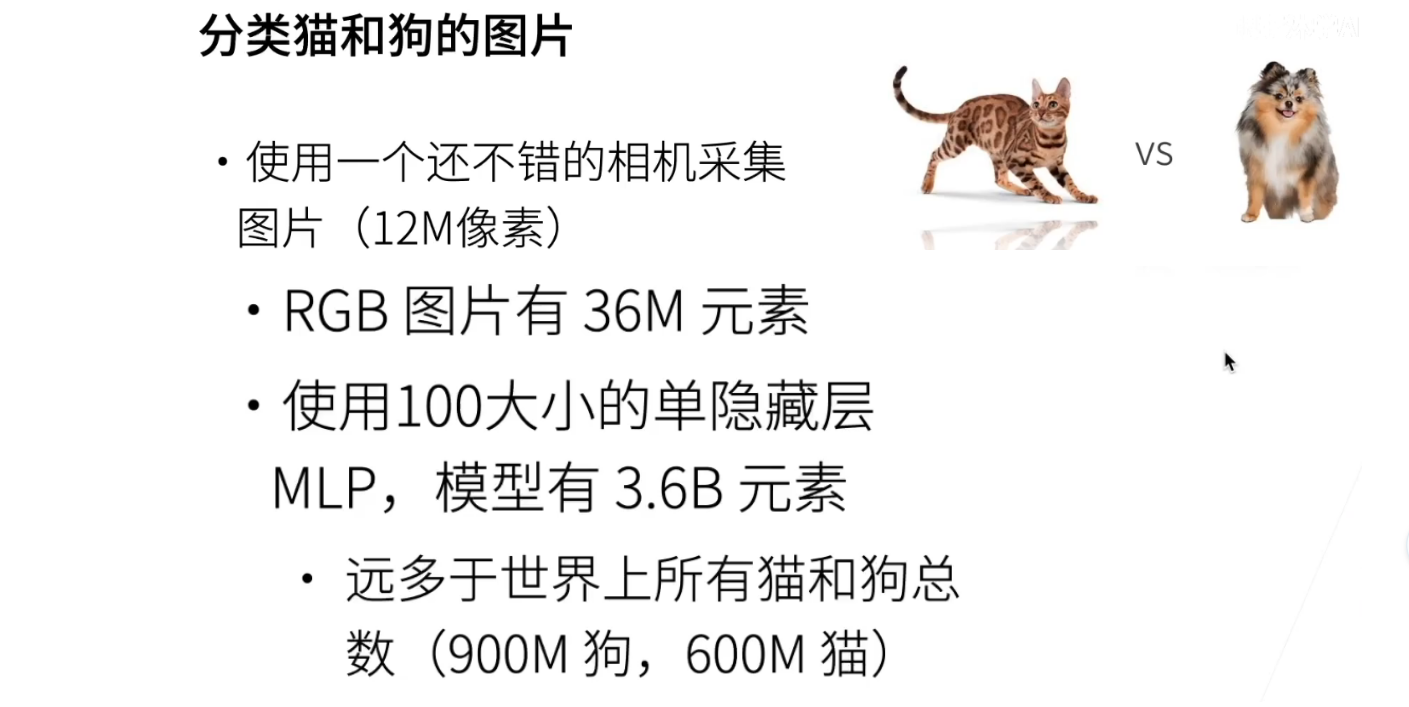 分类猫和狗的图片
• 使用一个还不错的相机采集
图片（12M像素）
VS
• RGB 图片有 36M 元素
• 使用100大小的单隐藏层
MLP，模型有 3.6B 元素
• 远多于世界上所有猫和狗总
数（900M 狗，600M 猫）